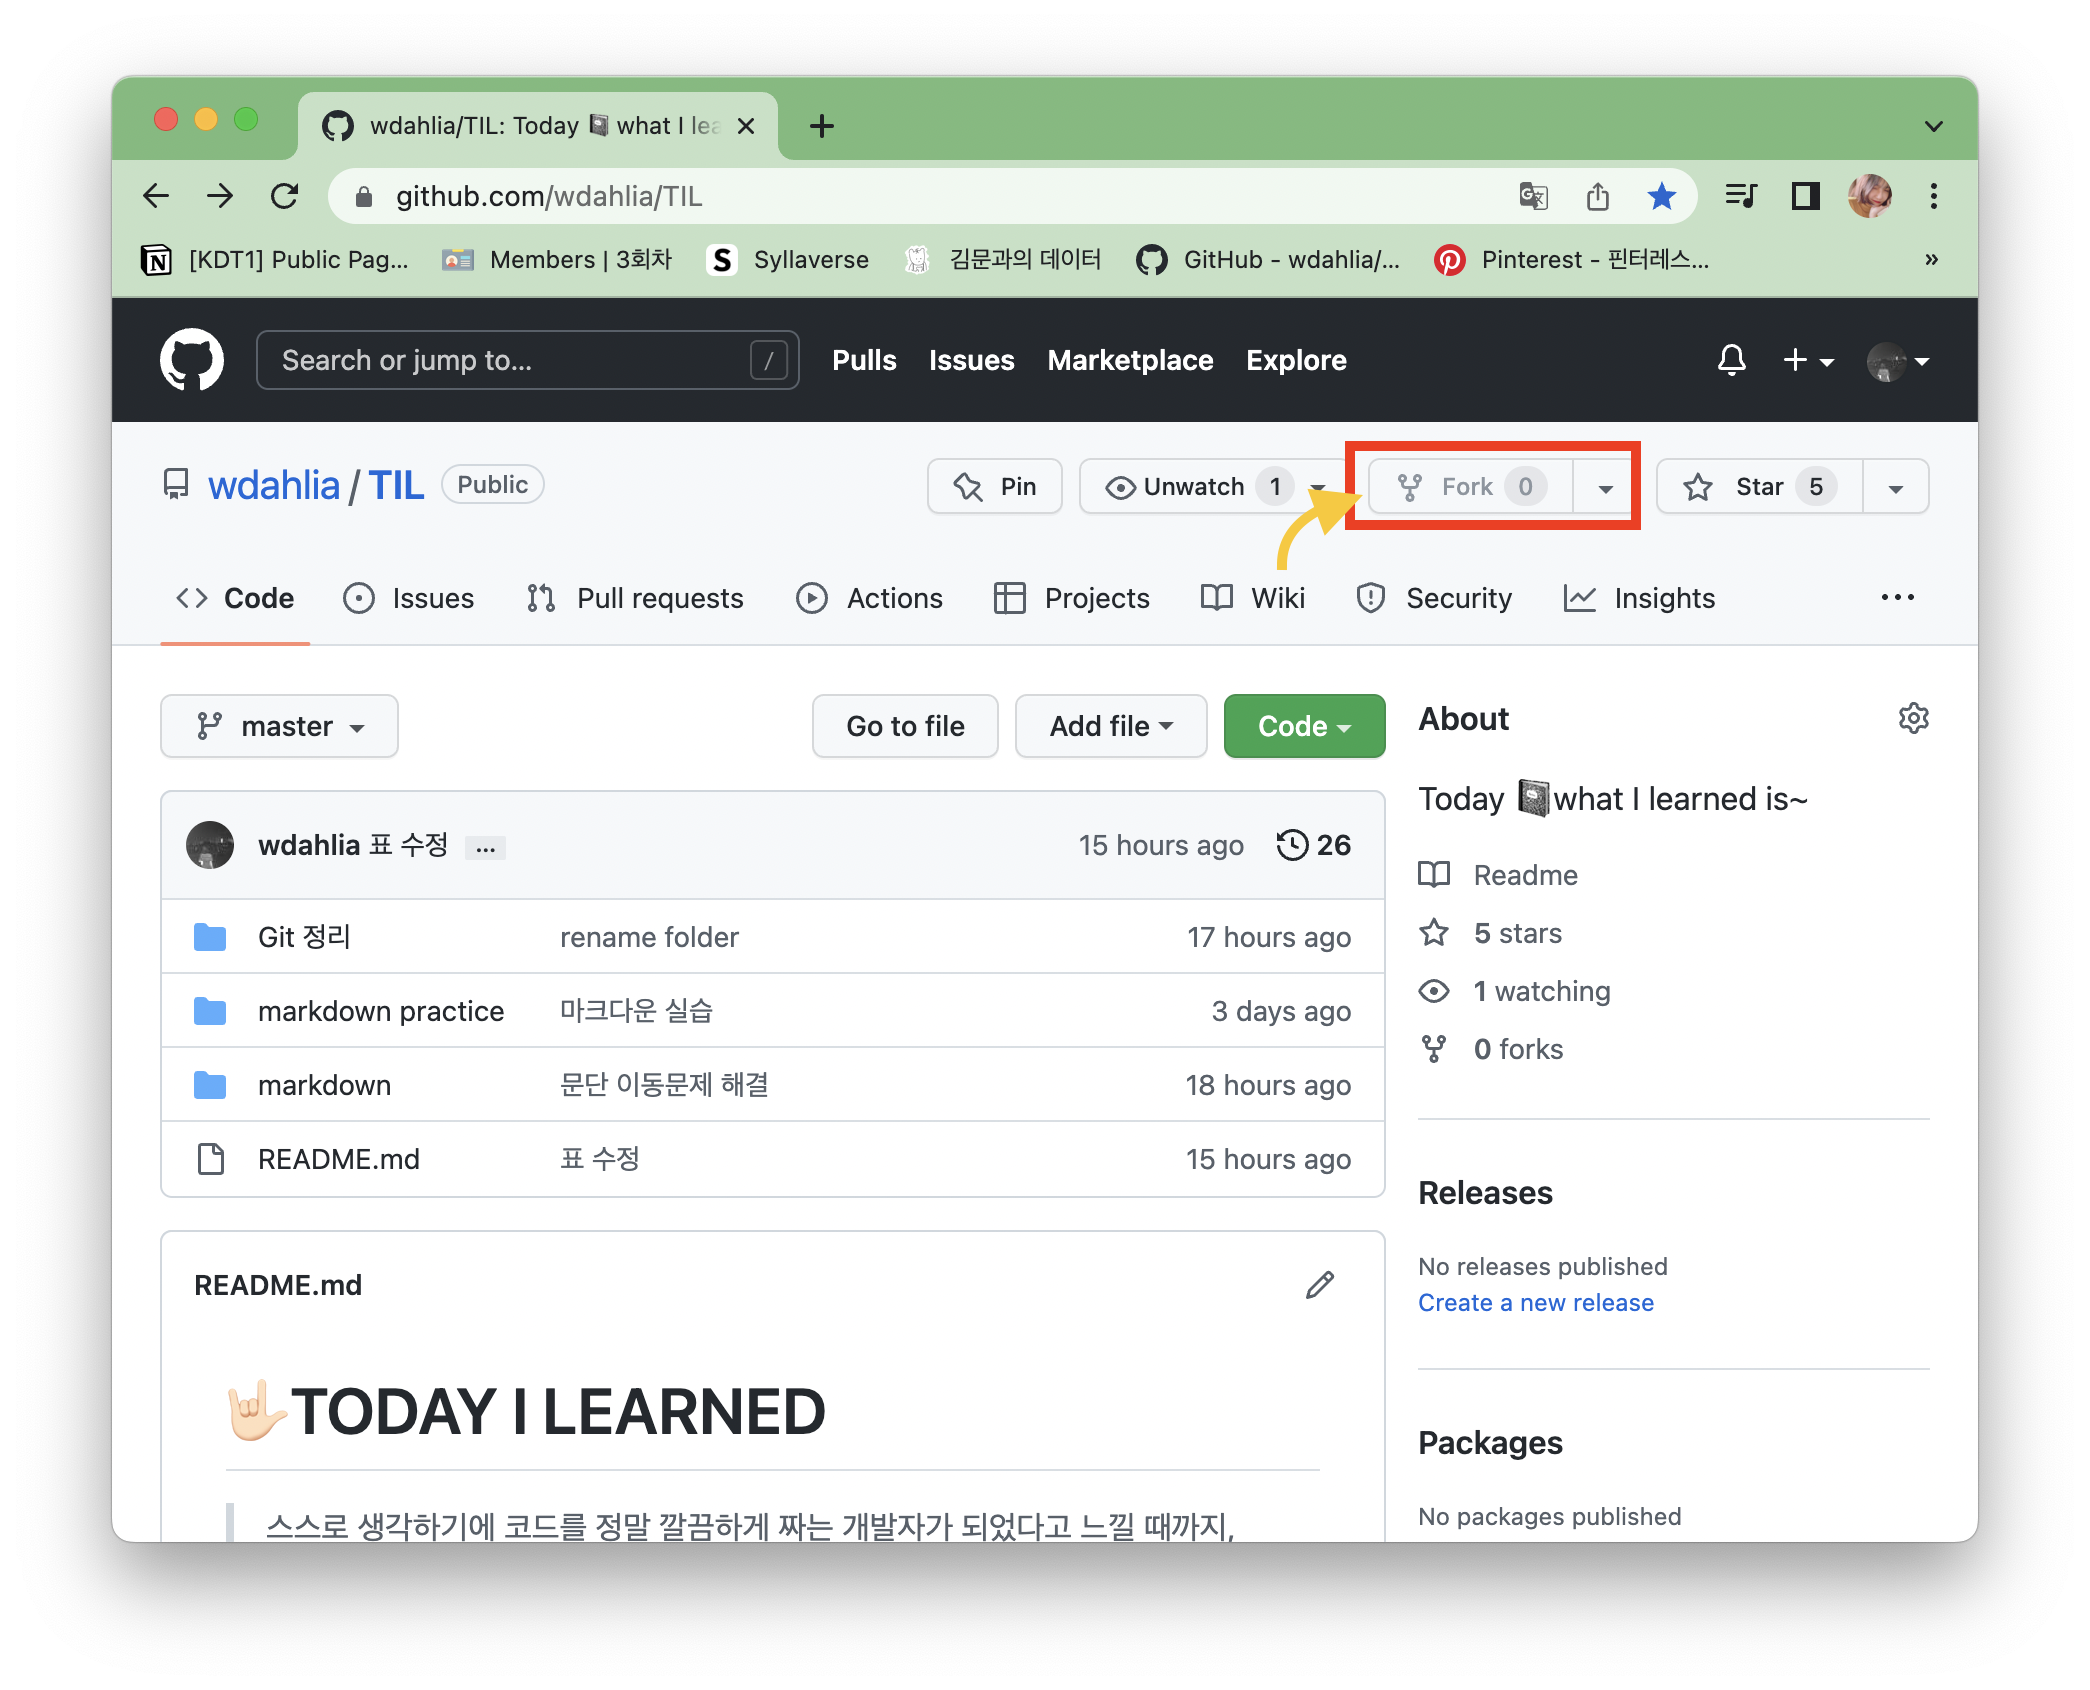 wdahlia/TIL: Today 📓 what I lea
github.com/wdahlia/TIL
[KDT1] Public Pag... Members | 3회차 Syllaverse 김문과의 데이터 GitHub - wdahlia/... Pinterest - 핀터레스... »
Search or jump to... / Pulls Issues Marketplace Explore
wdahlia / TIL Public Pin Unwatch 1 Fork 0 Star 5
Code Issues Pull requests Actions Projects Wiki Security Insights ...
master Go to file Add file Code
wdahlia 표 수정 ... 15 hours ago 26
Git 정리 rename folder 17 hours ago
markdown practice 마크다운 실습 3 days ago
markdown 문단 이동문제 해결 18 hours ago
README.md 표 수정 15 hours ago
README.md
🤟🏻TODAY I LEARNED
스스로 생각하기에 코드를 정말 깔끔하게 짜는 개발자가 되었다고 느낄 때까지,
About
Today 📓what I learned is~
Readme
5 stars
1 watching
0 forks
Releases
No releases published
Create a new release
Packages
No packages published